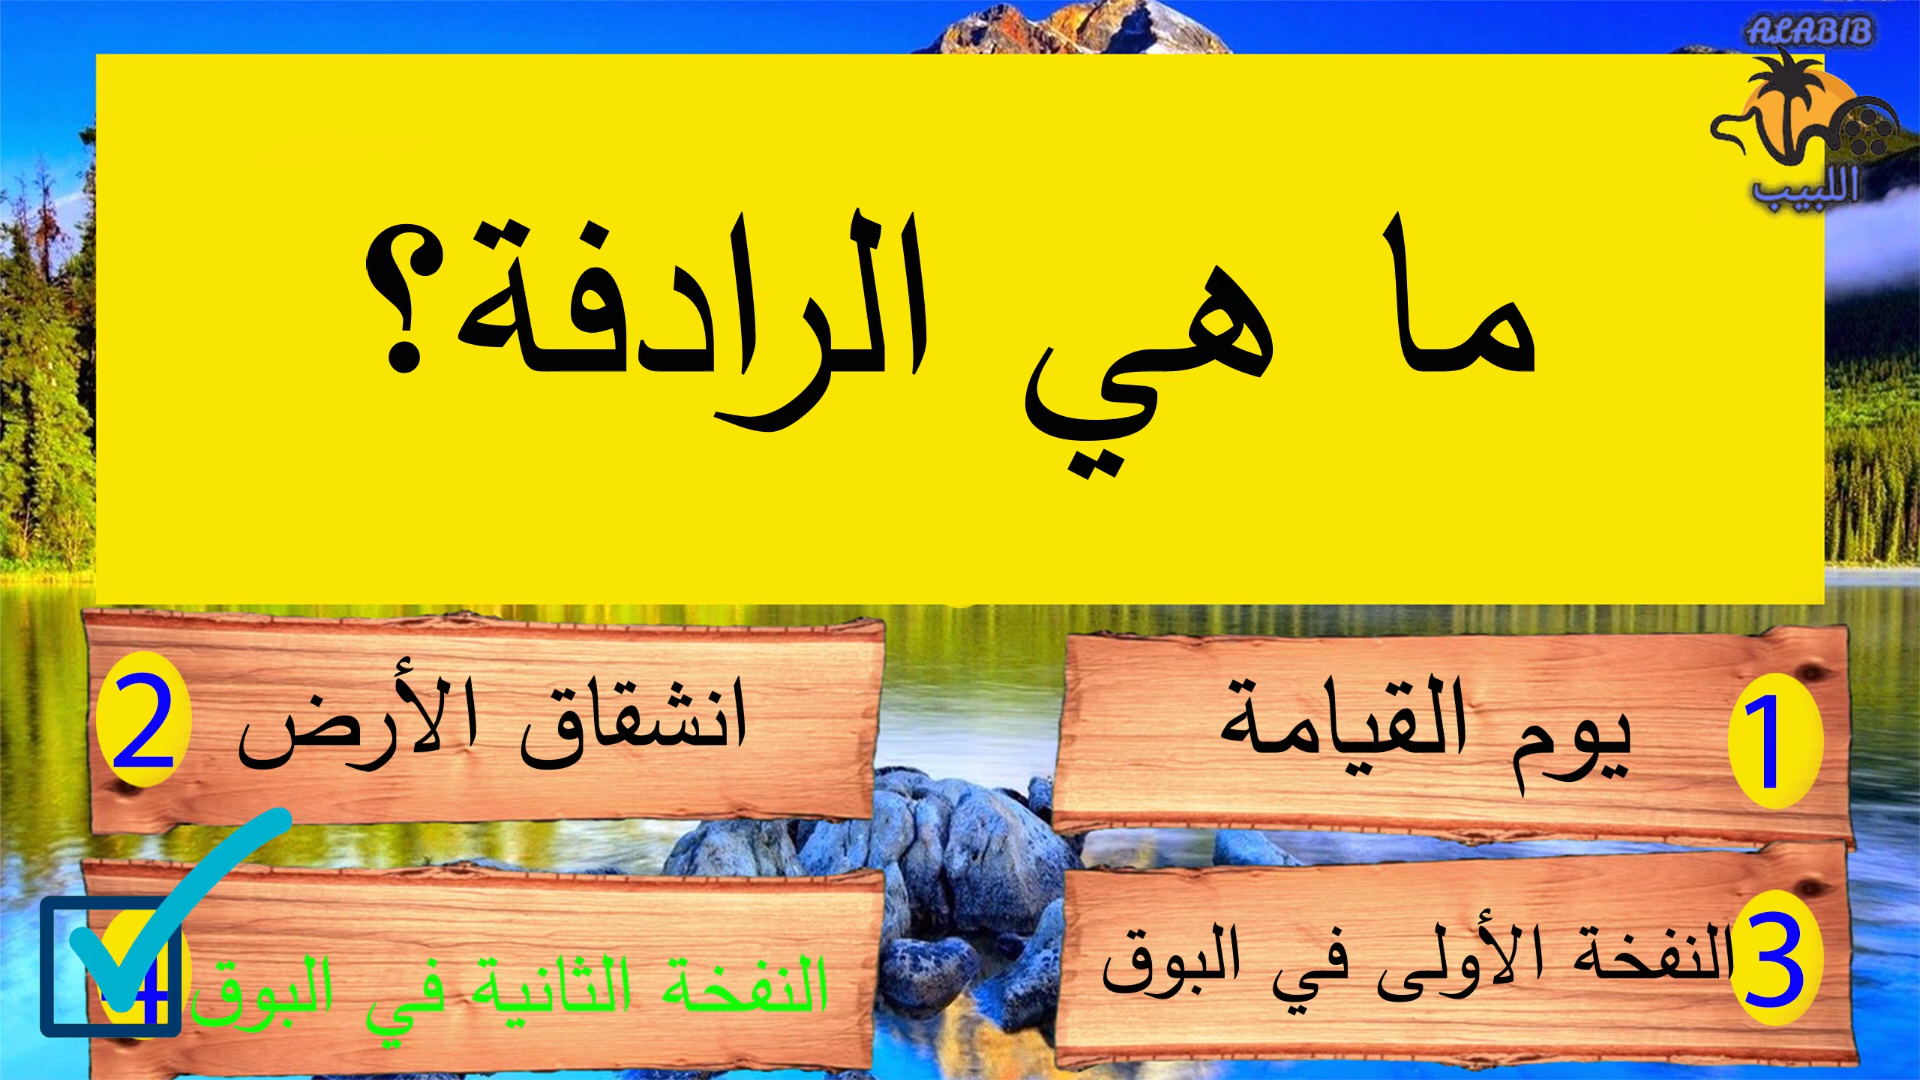 ALABIB
اللبيب
ما هي الرادفة؟
1 يوم القيامة
2 انشقاق الأرض
3 النفخة الأولى في البوق
4 النفخة الثانية في البوق